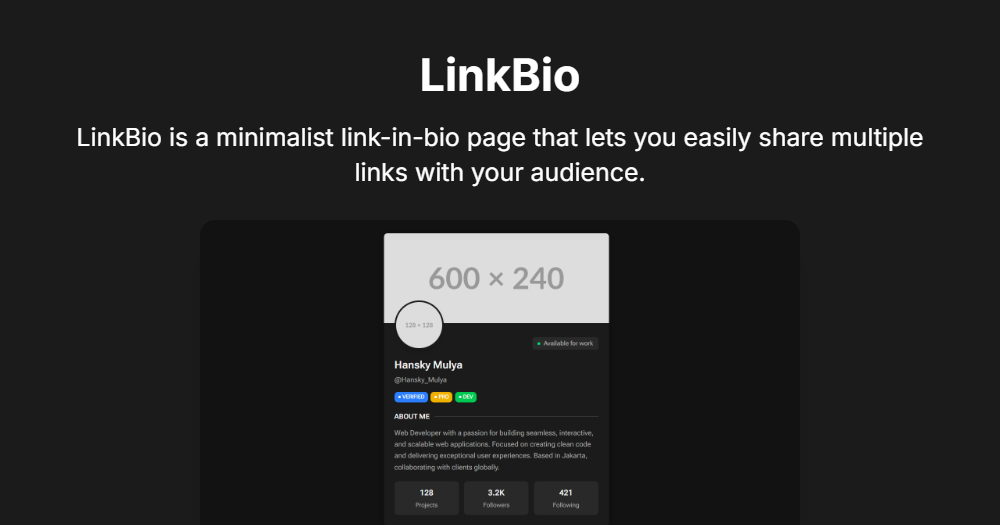 LinkBio
LinkBio is a minimalist link-in-bio page that lets you easily share multiple
links with your audience.
600 × 240
128 × 128
Available for work
Hansky Mulya
@Hansky_Mulya
VERIFIED PRO DEV
ABOUT ME
Web Developer with a passion for building seamless, interactive,
and scalable web applications. Focused on creating clean code
and delivering exceptional user experiences. Based in Jakarta,
collaborating with clients globally.
128 3.2K 421
Projects Followers Following